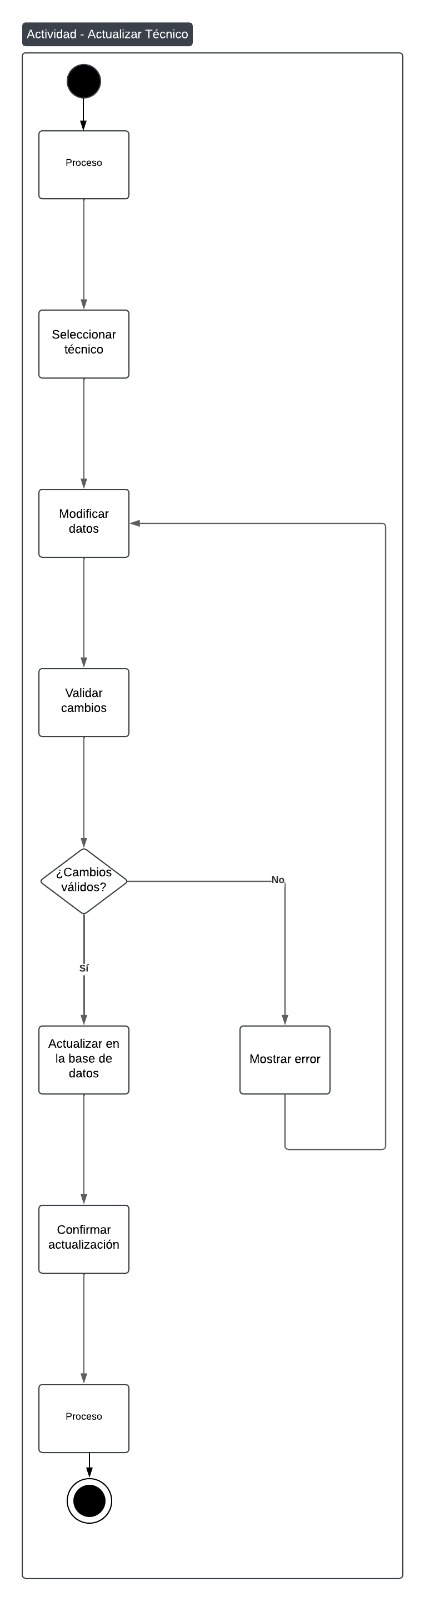 Actividad - Actualizar Técnico
Proceso
Seleccionar
técnico
Modificar
datos
Validar
cambios
¿Cambios
válidos?
No
Sí
Actualizar en
la base de
datos
Mostrar error
Confirmar
actualización
Proceso